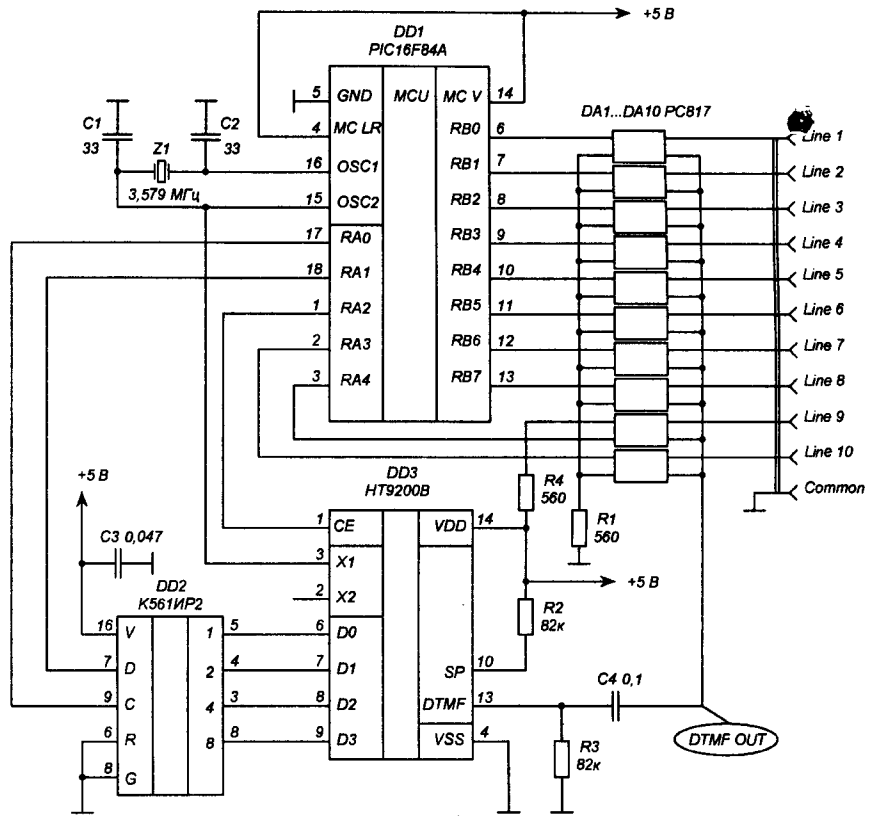 +5 В
DD1
PIC16F84A
5 GND MCU MC V 14
4 MC LR RB0 6
16 OSC1 RB1 7
15 OSC2 RB2 8
17 RA0 RB3 9
18 RA1 RB4 10
1 RA2 RB5 11
2 RA3 RB6 12
3 RA4 RB7 13
C1
33
Z1
3,579 МГц
C2
33
DA1...DA10 PC817
Line 1
Line 2
Line 3
Line 4
Line 5
Line 6
Line 7
Line 8
Line 9
Line 10
Common
+5 В
C3 0,047
DD2
К561ИР2
16 V 1 5
7 D 2 4
9 C 4 3
6 R 8 8
8 G
DD3
HT9200B
1 CE VDD 14
3 X1
2 X2
6 D0
7 D1 SP 10
8 D2 DTMF 13
9 D3 VSS 4
R4
560
R1
560
+5 В
R2
82к
C4 0,1
R3
82к
DTMF OUT